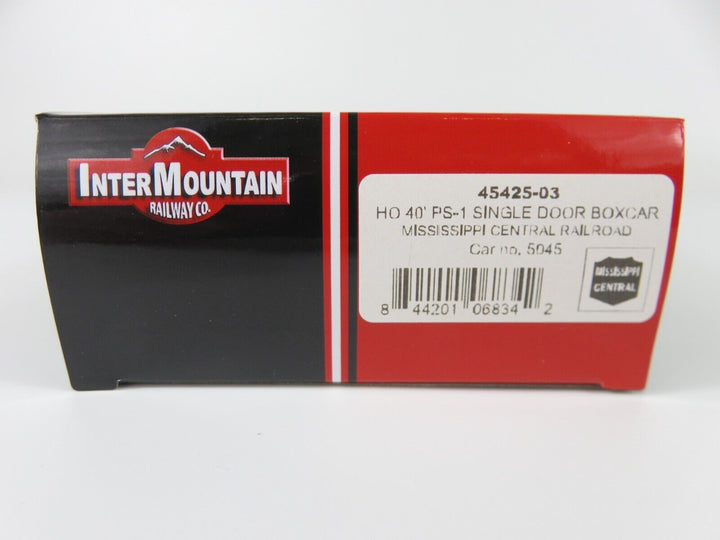 INTERMOUNTAIN
RAILWAY CO.
45425-03
HO 40' PS-1 SINGLE DOOR BOXCAR
MISSISSIPPI CENTRAL RAILROAD
Car no. 5045
8 44201 06834 2
MISSISSIPPI
CENTRAL